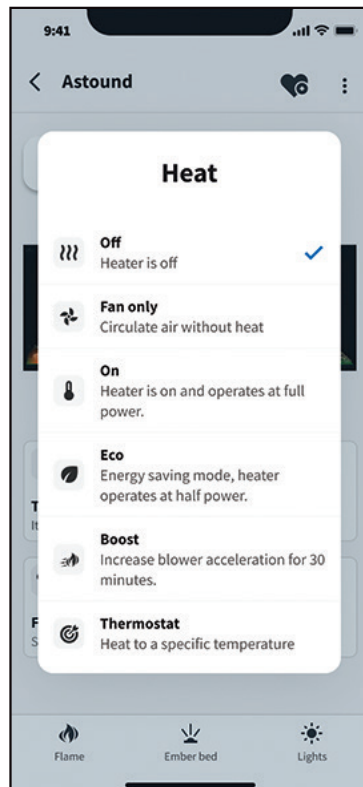 9:41
Astound
Heat
Off
Heater is off
Fan only
Circulate air without heat
On
Heater is on and operates at full
power.
Eco
Energy saving mode, heater
operates at half power.
Boost
Increase blower acceleration for 30
minutes.
Thermostat
Heat to a specific temperature
T
It
F
S
Flame
Ember bed
Lights